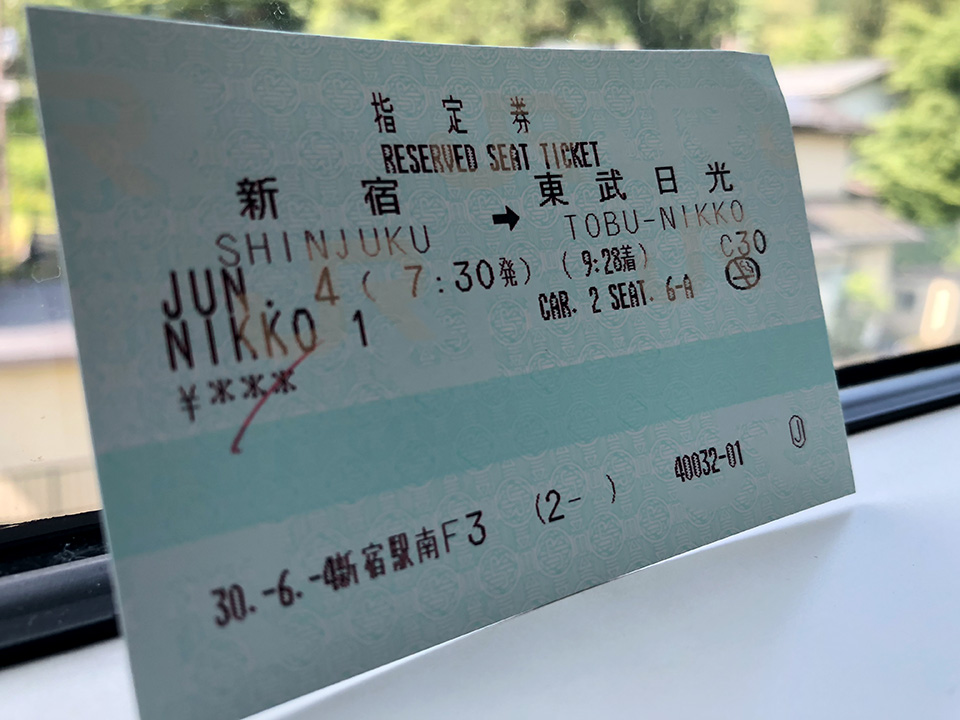 指定券
RESERVED SEAT TICKET
新宿 → 東武日光
SHINJUKU TOBU-NIKKO
JUN. 4 ( 7:30発) ( 9:28着) C30
NIKKO 1 CAR. 2 SEAT. 6-A
¥***
30.-6.-4新宿駅南F3 (2- ) 40032-01 J